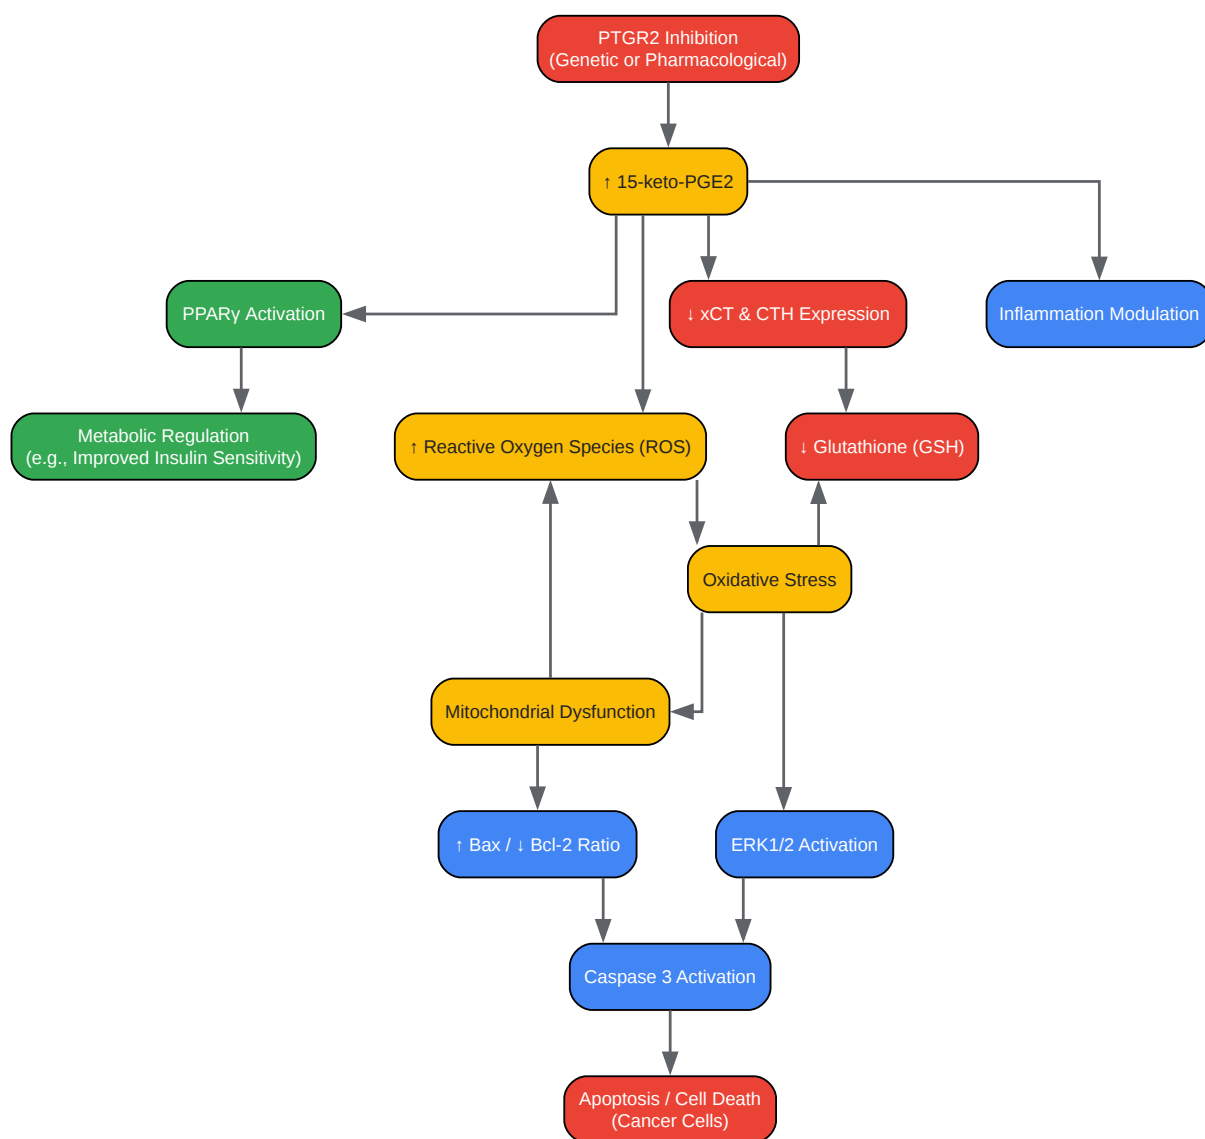 PTGR2 Inhibition
(Genetic or Pharmacological)
↑ 15-keto-PGE2
PPARγ Activation
↓ xCT & CTH Expression
Inflammation Modulation
Metabolic Regulation
(e.g., Improved Insulin Sensitivity)
↑ Reactive Oxygen Species (ROS)
↓ Glutathione (GSH)
Oxidative Stress
Mitochondrial Dysfunction
↑ Bax / ↓ Bcl-2 Ratio
ERK1/2 Activation
Caspase 3 Activation
Apoptosis / Cell Death
(Cancer Cells)